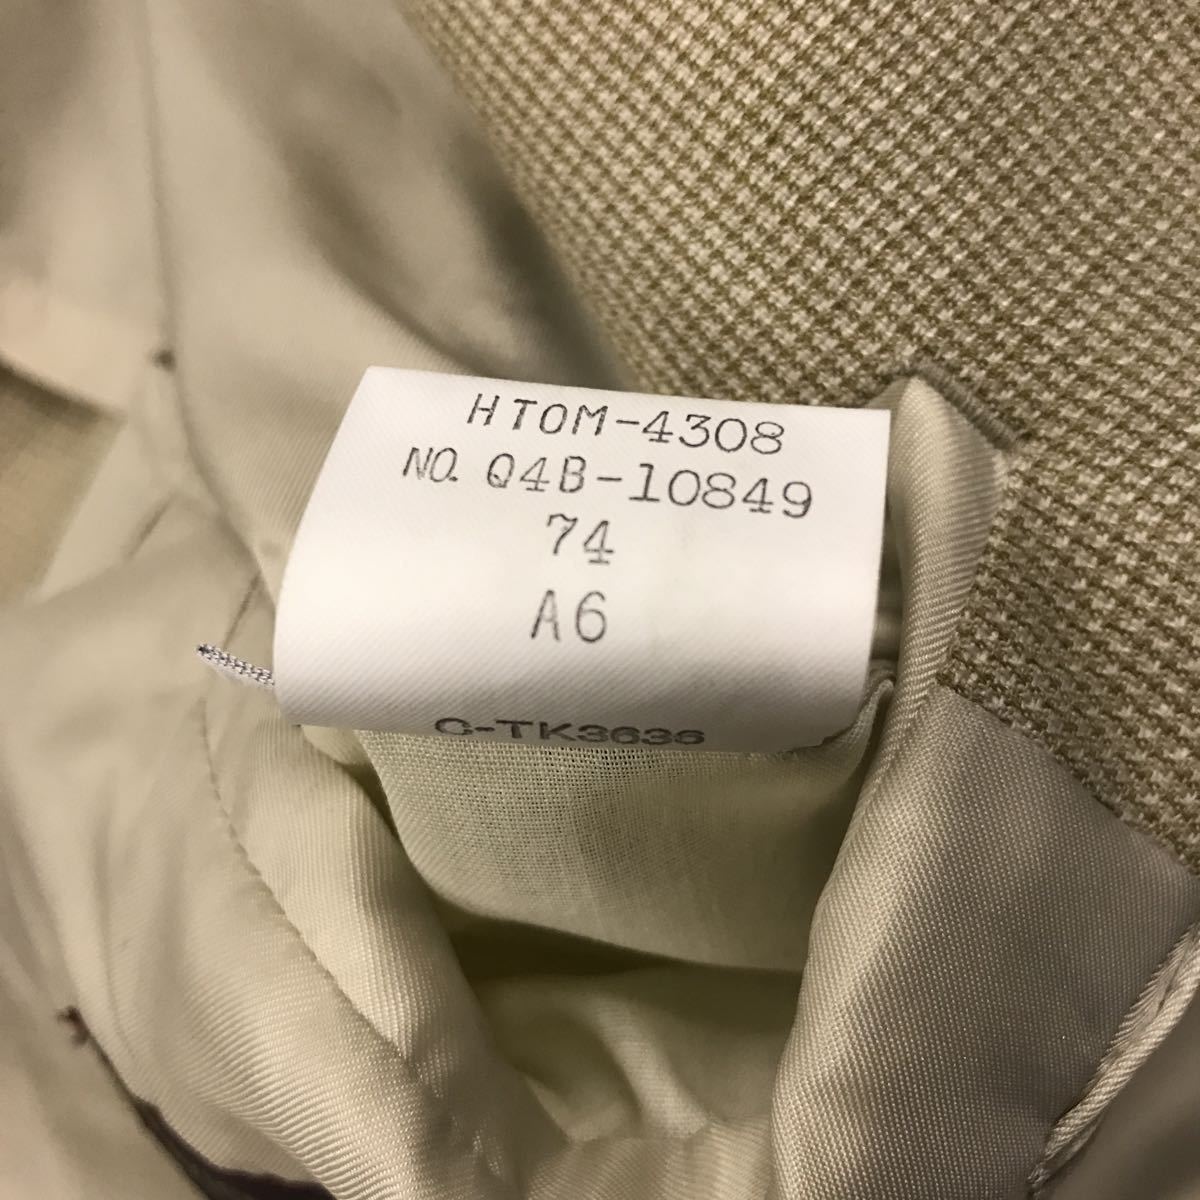 HTOM-4308
NO. Q4B-10849
74
A6
C-TK3636